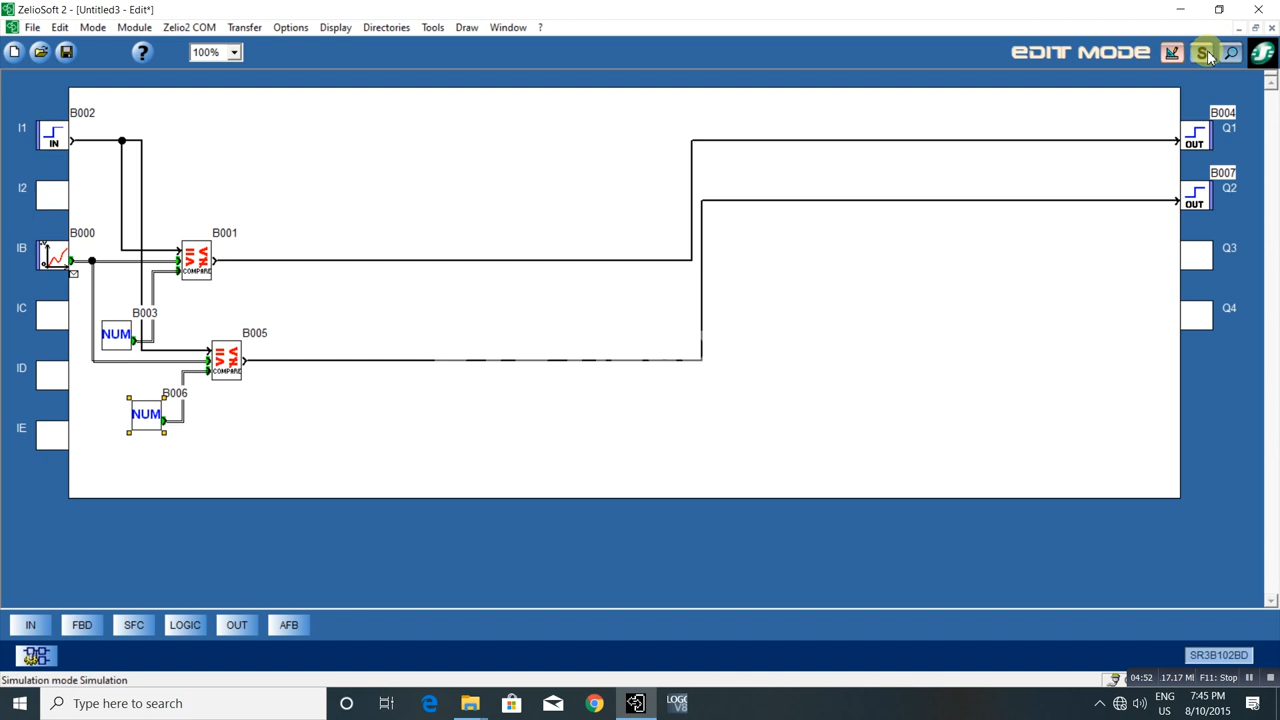 ZelioSoft 2 - [Untitled3 - Edit*]
File Edit Mode Module Zelio2 COM Transfer Options Display Directories Tools Draw Window ?
100% EDIT MODE S
B002 B004
I1 IN OUT Q1
I2 B007 OUT Q2
IB B000 B001 COMPARE Q3
IC B003 NUM Q4
B005 COMPARE
ID
B006 NUM
IE
IN FBD SFC LOGIC OUT AFB
SR3B102BD
Simulation mode Simulation 04:52 17.17 M F11: Stop
Type here to search ENG 7:45 PM
US 8/10/2015